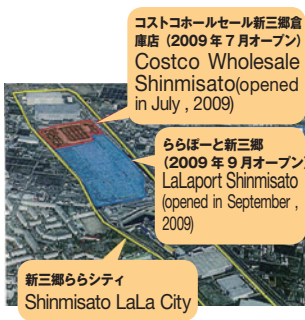 コストコホールセール新三郷倉
庫店（2009年7月オープン）
Costco Wholesale
Shinmisato(opened
in July , 2009)
ららぽーと新三郷
（2009年9月オープン）
LaLaport Shinmisato
(opened in September ,
2009)
新三郷ららシティ
Shinmisato LaLa City